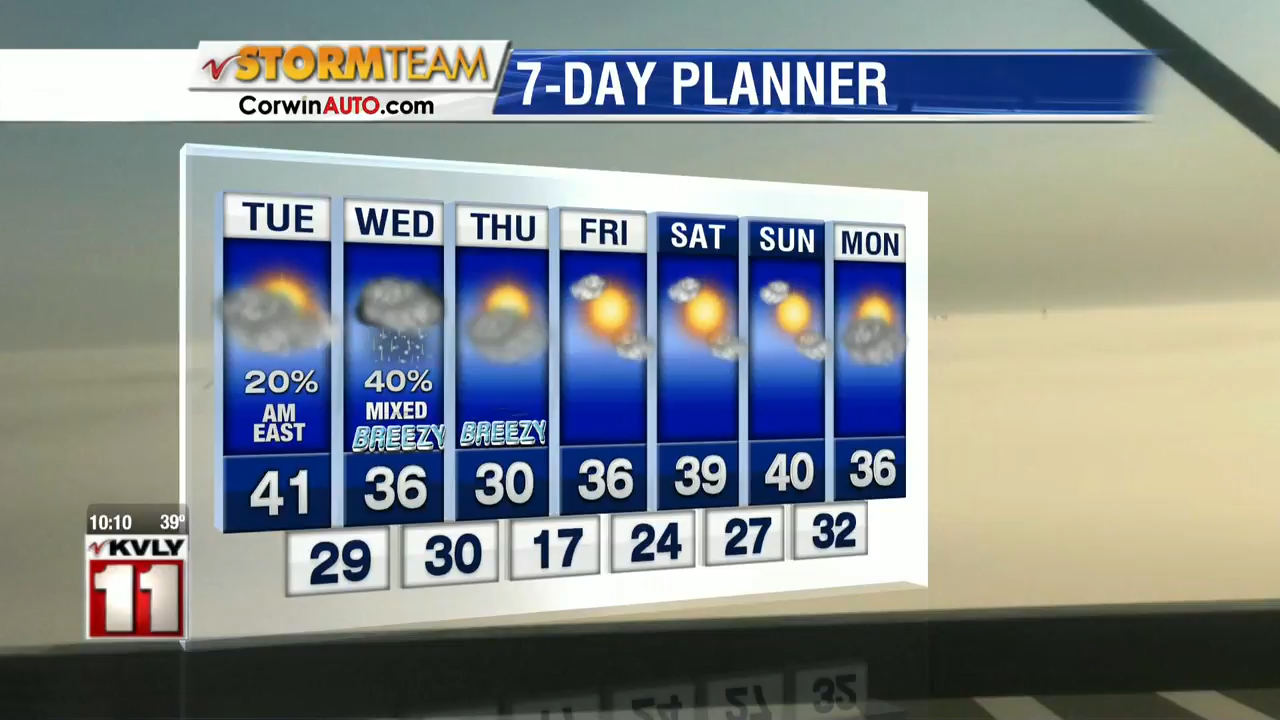 STORMTEAM
CorwinAUTO.com
7-DAY PLANNER
TUE WED THU FRI SAT SUN MON
20% 40%
AM MIXED
EAST BREEZY BREEZY
41 36 30 36 39 40 36
29 30 17 24 27 32
10:10 39°
KVLY
11